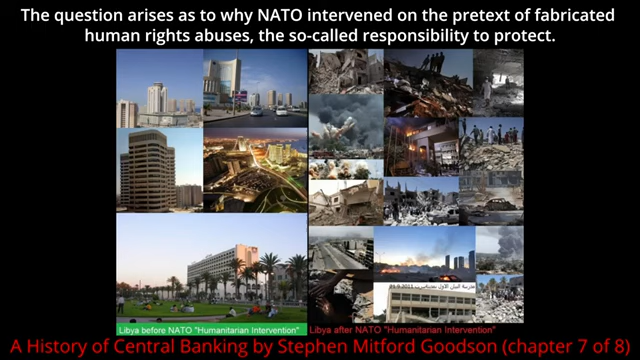 The question arises as to why NATO intervened on the pretext of fabricated
human rights abuses, the so-called responsibility to protect.
Libya before NATO "Humanitarian Intervention"
Libya after NATO "Humanitarian Intervention"
A History of Central Banking by Stephen Mitford Goodson (chapter 7 of 8)